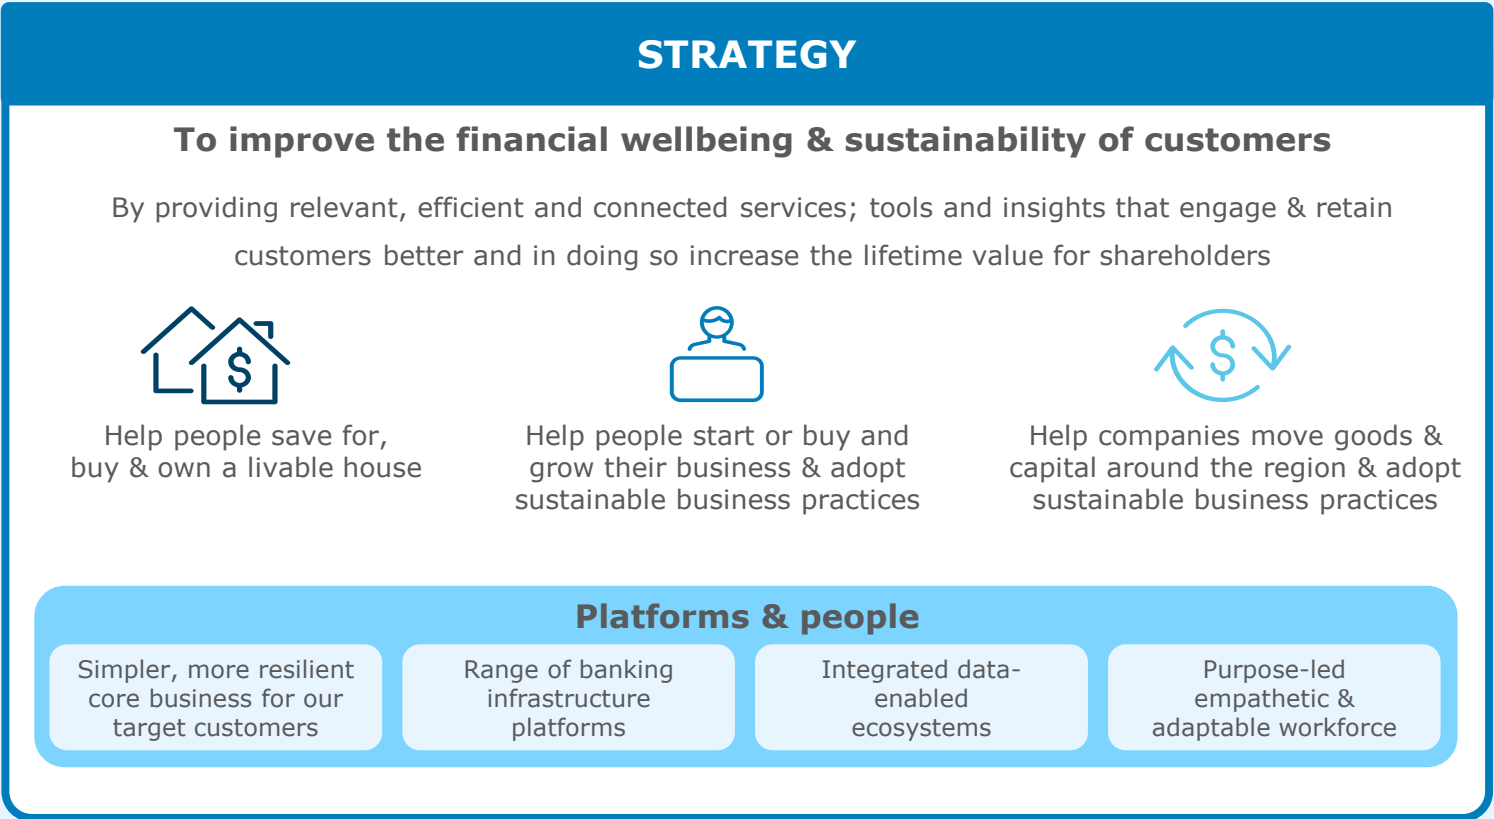 STRATEGY
To improve the financial wellbeing & sustainability of customers
By providing relevant, efficient and connected services; tools and insights that engage & retain
customers better and in doing so increase the lifetime value for shareholders
$
Help people save for,
buy & own a livable house
Help people start or buy and
grow their business & adopt
sustainable business practices
$
Help companies move goods &
capital around the region & adopt
sustainable business practices
Platforms & people
Simpler, more resilient
core business for our
target customers
Range of banking
infrastructure
platforms
Integrated data-
enabled
ecosystems
Purpose-led
empathetic &
adaptable workforce